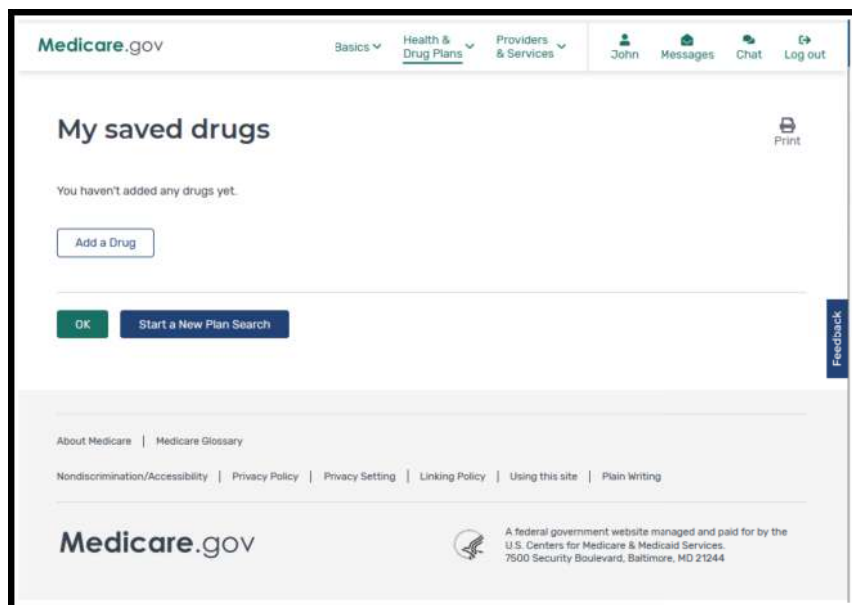 Medicare.gov
Basics
Health &
Drug Plans
Providers
& Services
John
Messages
Chat
Log out
My saved drugs
Print
You haven't added any drugs yet.
Add a Drug
OK
Start a New Plan Search
Feedback
About Medicare | Medicare Glossary
Nondiscrimination/Accessibility | Privacy Policy | Privacy Setting | Linking Policy | Using this site | Plain Writing
Medicare.gov
A federal government website managed and paid for by the
U.S. Centers for Medicare & Medicaid Services.
7500 Security Boulevard, Baltimore, MD 21244